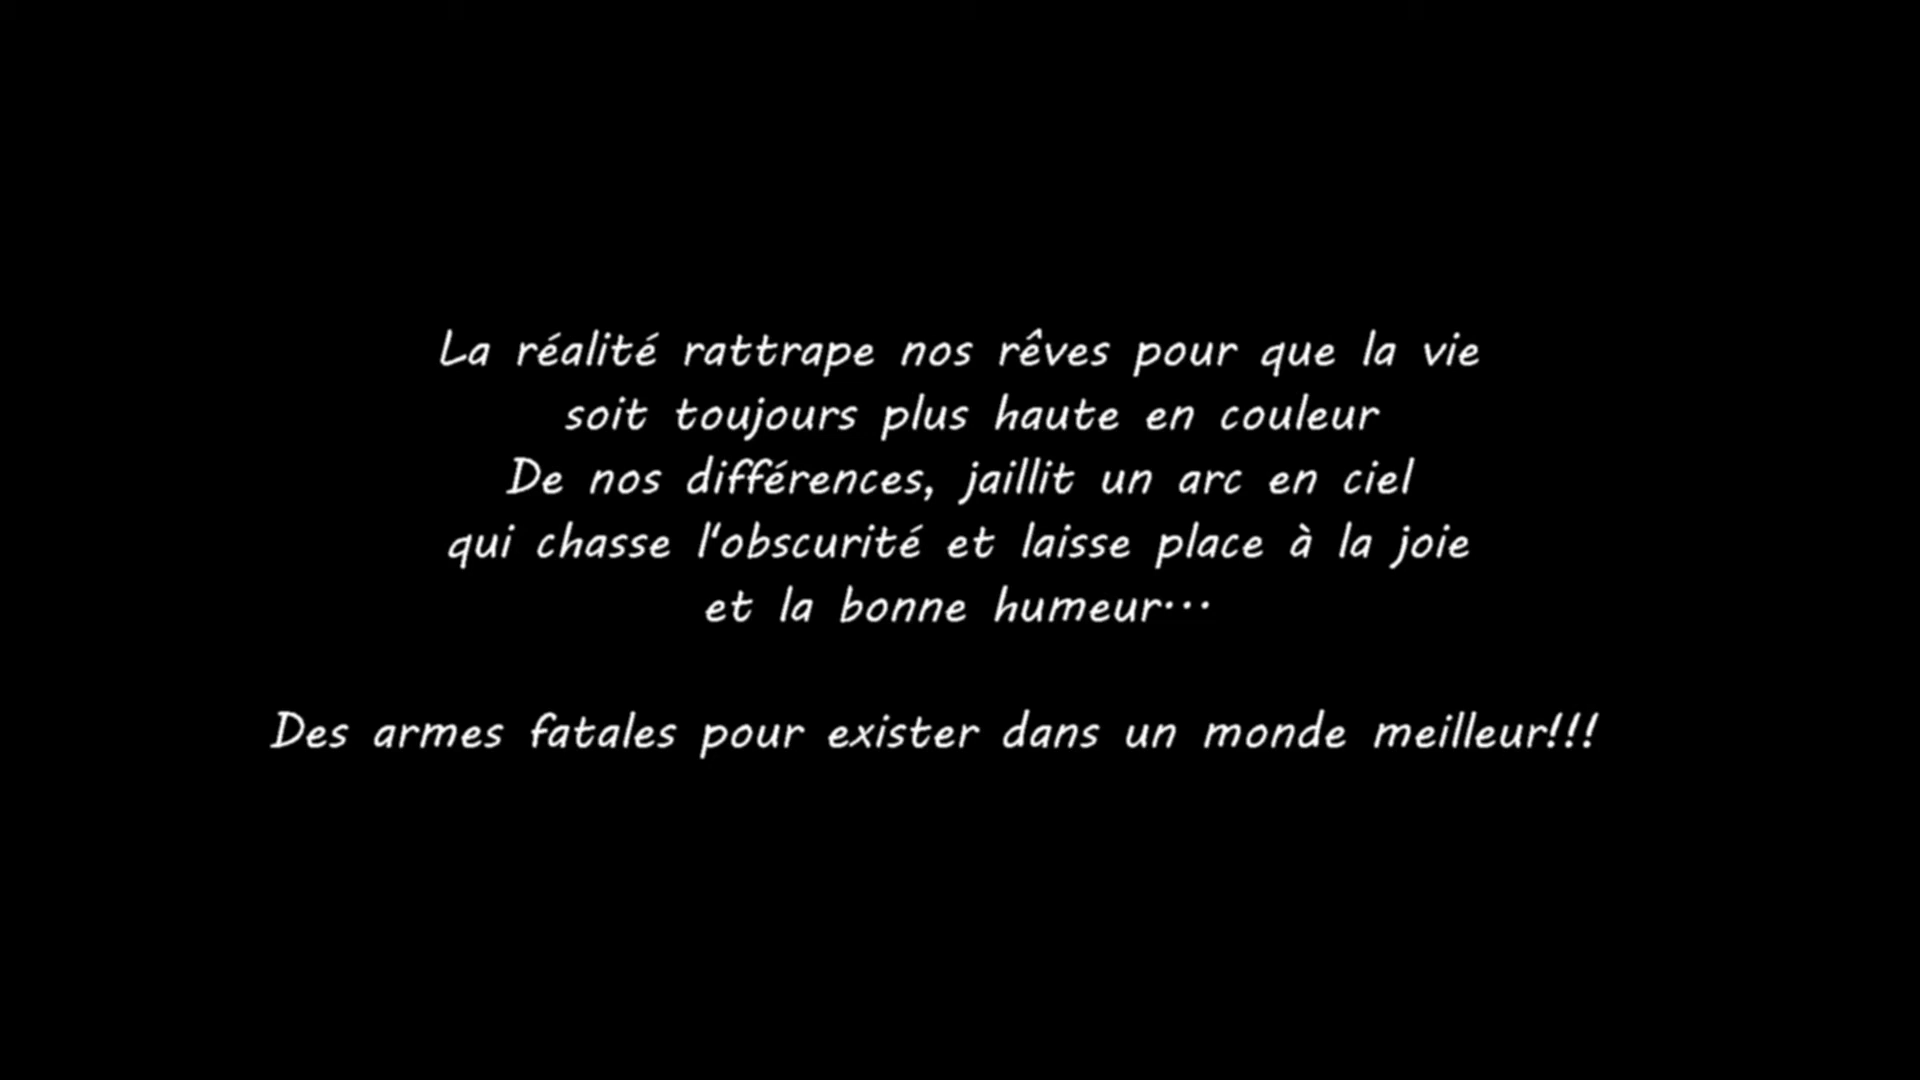 La réalité rattrape nos rêves pour que la vie
soit toujours plus haute en couleur
De nos différences, jaillit un arc en ciel
qui chasse l'obscurité et laisse place à la joie
et la bonne humeur...
Des armes fatales pour exister dans un monde meilleur!!!